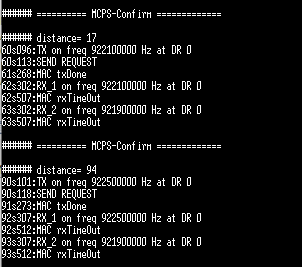 ###### ========== MCPS-Confirm =============
###### distance= 17
60s096:TX on freq 922100000 Hz at DR 0
60s113:SEND REQUEST
61s268:MAC txDone
62s302:RX_1 on freq 922100000 Hz at DR 0
62s507:MAC rxTimeOut
63s302:RX_2 on freq 921900000 Hz at DR 0
63s507:MAC rxTimeOut
###### ========== MCPS-Confirm =============
###### distance= 94
90s101:TX on freq 922500000 Hz at DR 0
90s118:SEND REQUEST
91s273:MAC txDone
92s307:RX_1 on freq 922500000 Hz at DR 0
92s512:MAC rxTimeOut
93s307:RX_2 on freq 921900000 Hz at DR 0
93s512:MAC rxTimeOut